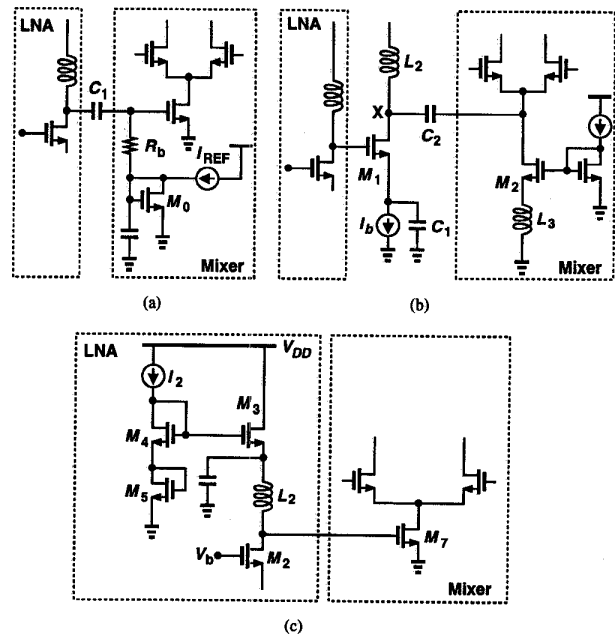 LNA
C1
Rb
IREF
M0
Mixer
(a)
LNA
L2
X
C2
M1
Ib
C1
M2
L3
Mixer
(b)
LNA
VDD
I2
M3
M4
M5
L2
Vb
M2
M7
Mixer
(c)